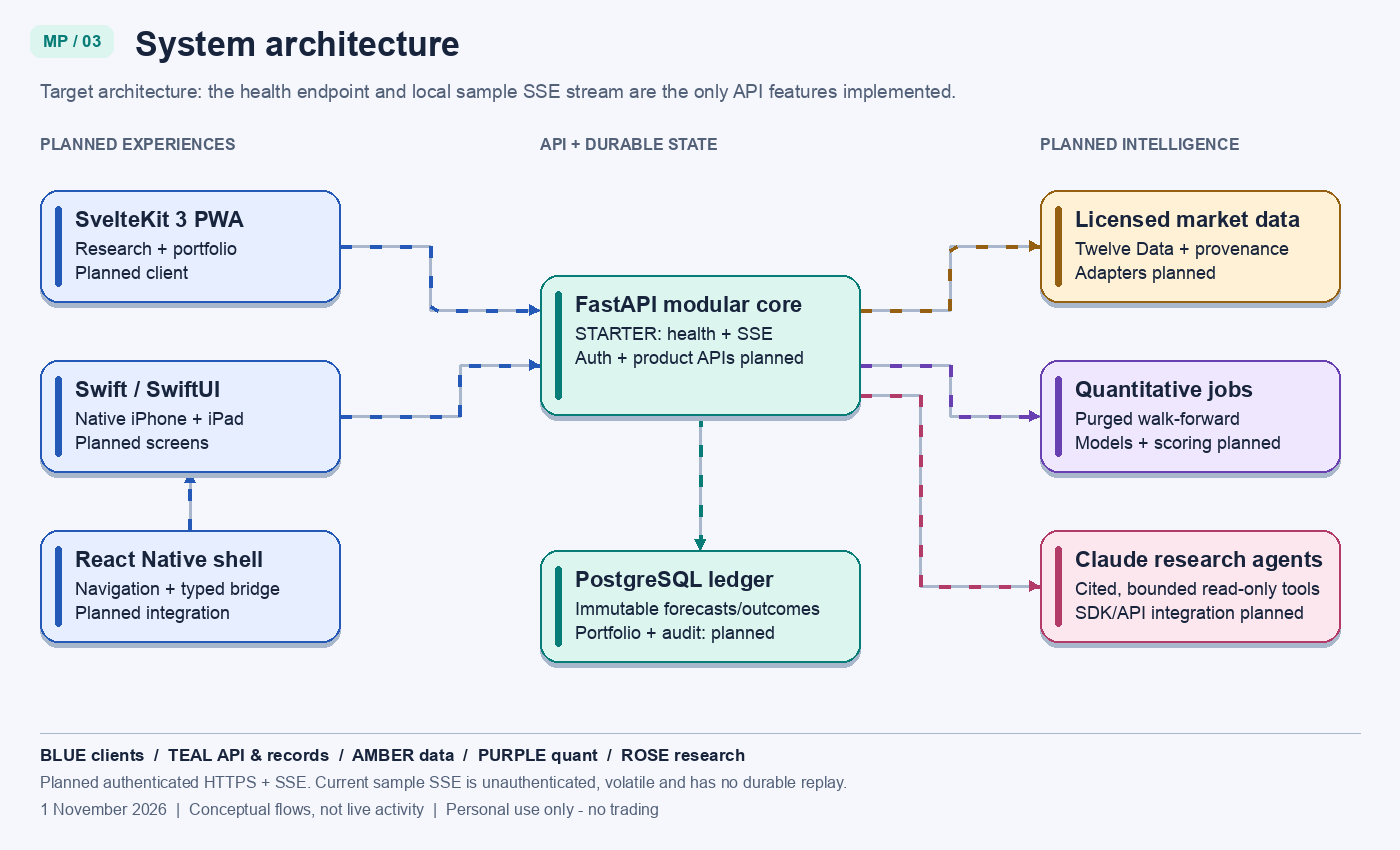 MP / 03
System architecture
Target architecture: the health endpoint and local sample SSE stream are the only API features implemented.
PLANNED EXPERIENCES
API + DURABLE STATE
PLANNED INTELLIGENCE
SvelteKit 3 PWA
Research + portfolio
Planned client
Swift / SwiftUI
Native iPhone + iPad
Planned screens
React Native shell
Navigation + typed bridge
Planned integration
FastAPI modular core
STARTER: health + SSE
Auth + product APIs planned
PostgreSQL ledger
Immutable forecasts/outcomes
Portfolio + audit: planned
Licensed market data
Twelve Data + provenance
Adapters planned
Quantitative jobs
Purged walk-forward
Models + scoring planned
Claude research agents
Cited, bounded read-only tools
SDK/API integration planned
BLUE clients / TEAL API & records / AMBER data / PURPLE quant / ROSE research
Planned authenticated HTTPS + SSE. Current sample SSE is unauthenticated, volatile and has no durable replay.
1 November 2026 | Conceptual flows, not live activity | Personal use only - no trading